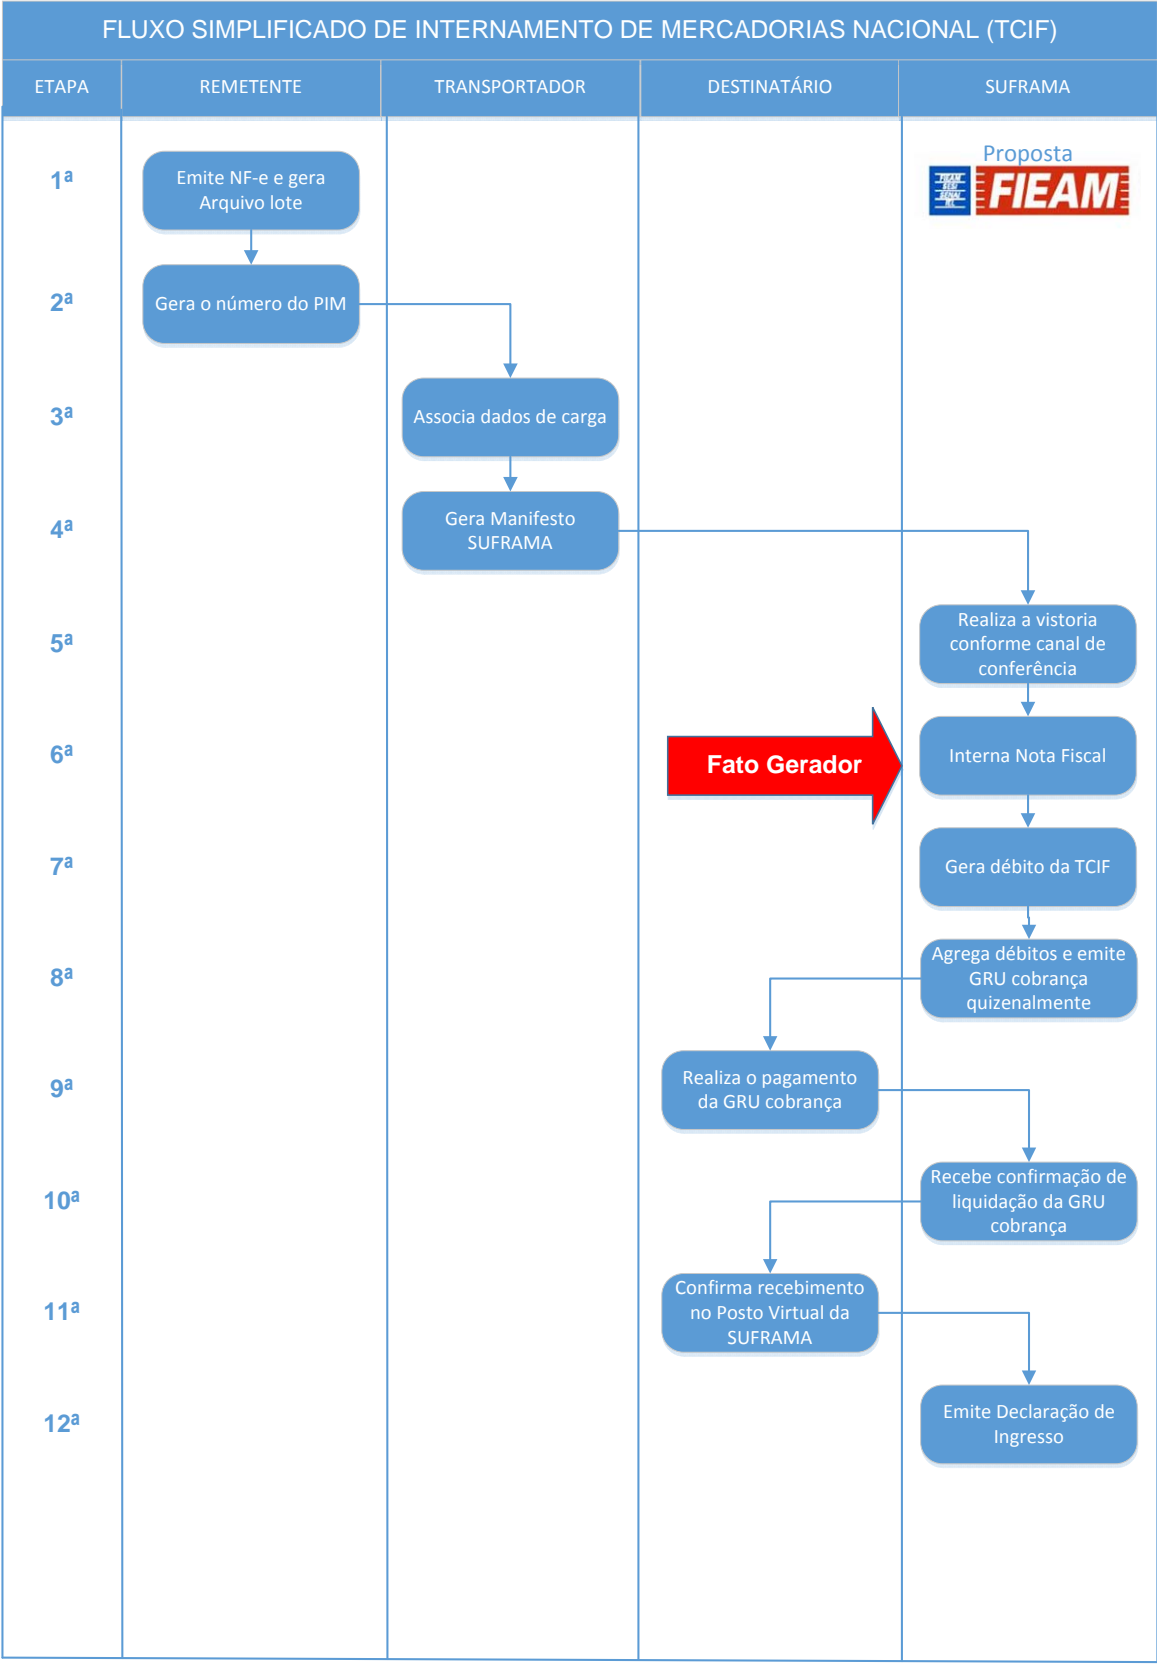 FLUXO SIMPLIFICADO DE INTERNAMENTO DE MERCADORIAS NACIONAL (TCIF)
ETAPA
REMETENTE
TRANSPORTADOR
DESTINATÁRIO
SUFRAMA
Proposta
FIEAM
SESI
SENAI
IEL
FIEAM
1ª
Emite NF-e e gera
Arquivo lote
2ª
Gera o número do PIM
3ª
Associa dados de carga
4ª
Gera Manifesto
SUFRAMA
5ª
Realiza a vistoria
conforme canal de
conferência
6ª
Fato Gerador
Interna Nota Fiscal
7ª
Gera débito da TCIF
8ª
Agrega débitos e emite
GRU cobrança
quizenalmente
9ª
Realiza o pagamento
da GRU cobrança
10ª
Recebe confirmação de
liquidação da GRU
cobrança
11ª
Confirma recebimento
no Posto Virtual da
SUFRAMA
12ª
Emite Declaração de
Ingresso